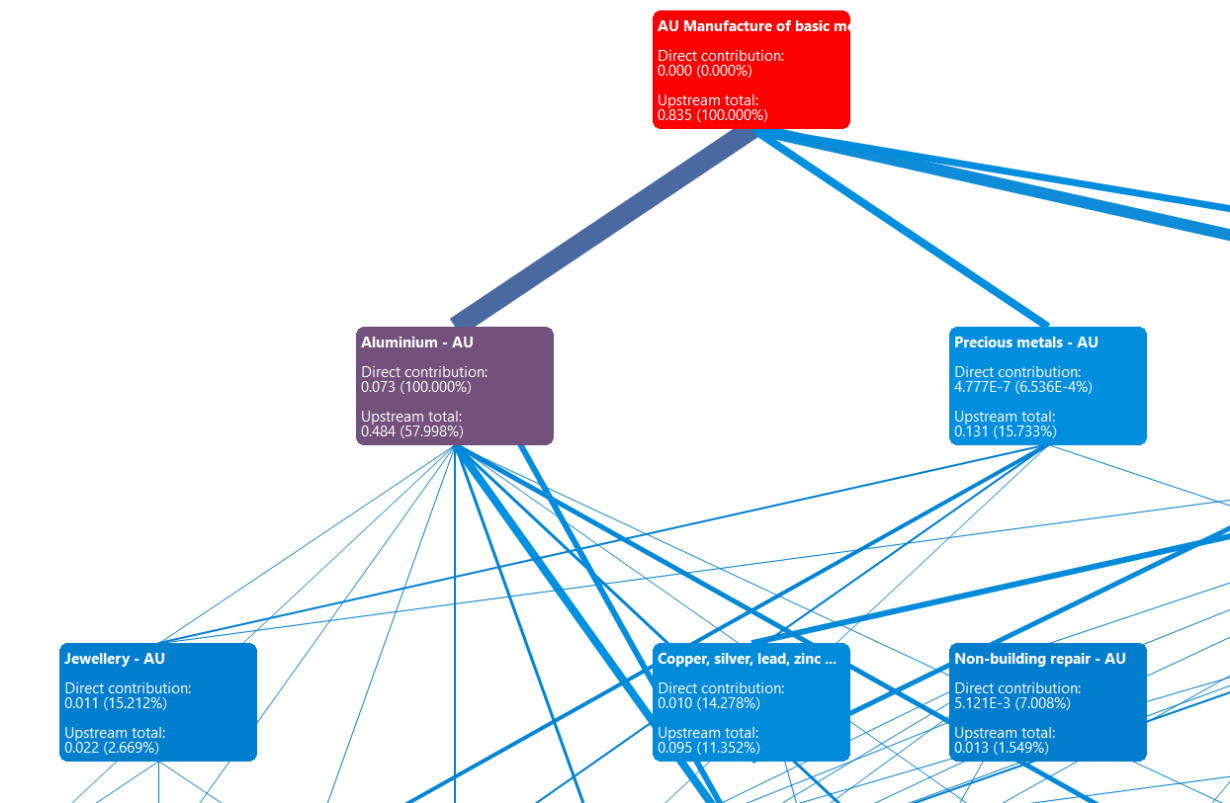 AU Manufacture of basic
Direct contribution:
0.000 (0.000%)
Upstream total:
0.835 (100.000%)
Aluminium - AU
Direct contribution:
0.073 (100.000%)
Upstream total:
0.484 (57.998%)
Precious metals - AU
Direct contribution:
4.777E-7 (6.536E-4%)
Upstream total:
0.131 (15.733%)
Jewellery - AU
Direct contribution:
0.011 (15.212%)
Upstream total:
0.022 (2.669%)
Copper, silver, lead, zinc ...
Direct contribution:
0.010 (14.278%)
Upstream total:
0.095 (11.352%)
Non-building repair - AU
Direct contribution:
5.121E-3 (7.008%)
Upstream total:
0.013 (1.549%)